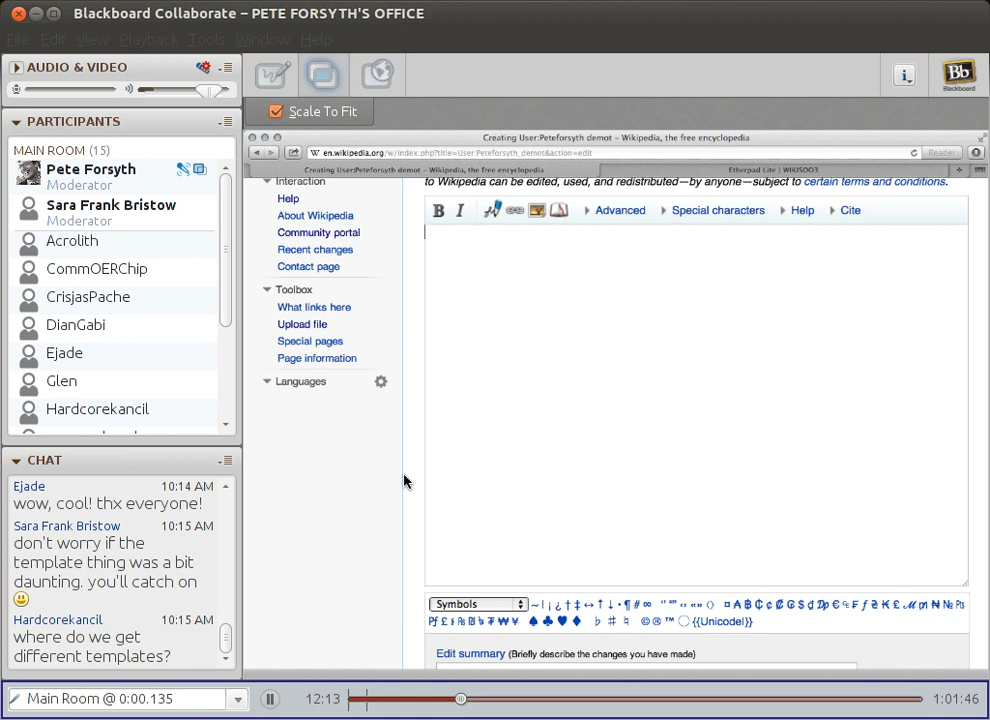 Blackboard Collaborate – PETE FORSYTH'S OFFICE
File Edit View Playback Tools Window Help
AUDIO & VIDEO
PARTICIPANTS
MAIN ROOM (15)
Pete Forsyth
Moderator
Sara Frank Bristow
Moderator
Acrolith
CommOERChip
CrisjasPache
DianGabi
Ejade
Glen
Hardcorekancil
CHAT
Ejade 10:14 AM
wow, cool! thx everyone!
Sara Frank Bristow 10:15 AM
don't worry if the
template thing was a bit
daunting. you'll catch on
Hardcorekancil 10:15 AM
where do we get
different templates?
Bb
Blackboard
Scale To Fit
Creating User:Peteforsyth demot – Wikipedia, the free encyclopedia
W en.wikipedia.org/w/index.php?title=User:Peteforsyth_demot&action=edit
Reader
Creating User:Peteforsyth demot – Wikipedia, the free encyclopedia
Etherpad Lite | WIKISOO3
Interaction
Help
About Wikipedia
Community portal
Recent changes
Contact page
Toolbox
What links here
Upload file
Special pages
Page information
Languages
to Wikipedia can be edited, used, and redistributed—by anyone—subject to certain terms and conditions.
B I Advanced Special characters Help Cite
Symbols
{{Unicode|}}
Edit summary (Briefly describe the changes you have made)
Main Room @ 0:00.135
12:13
1:01:46